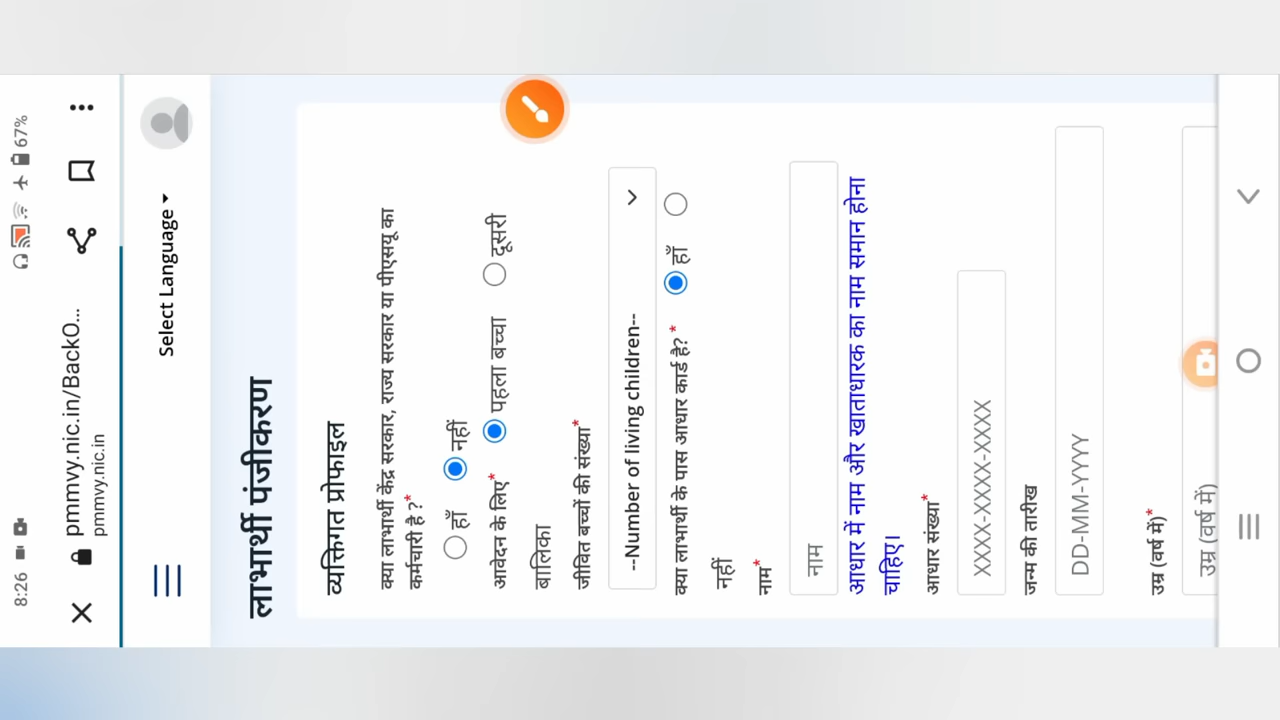 8:26
67%
pmmvy.nic.in/BackO...
pmmvy.nic.in
Select Language
लाभार्थी पंजीकरण
व्यक्तिगत प्रोफाइल
क्या लाभार्थी केंद्र सरकार, राज्य सरकार या पीएसयू का
कर्मचारी है ?*
हाँ नहीं
आवेदन के लिए* पहला बच्चा दूसरी
बालिका
जीवित बच्चों की संख्या*
--Number of living children--
क्या लाभार्थी के पास आधार कार्ड है? * हाँ
नहीं
नाम*
नाम
आधार में नाम और खाताधारक का नाम समान होना
चाहिए।
आधार संख्या*
XXXX-XXXX-XXXX
जन्म की तारीख
DD-MM-YYYY
उम्र (वर्ष में)*
उम्र (वर्ष में)